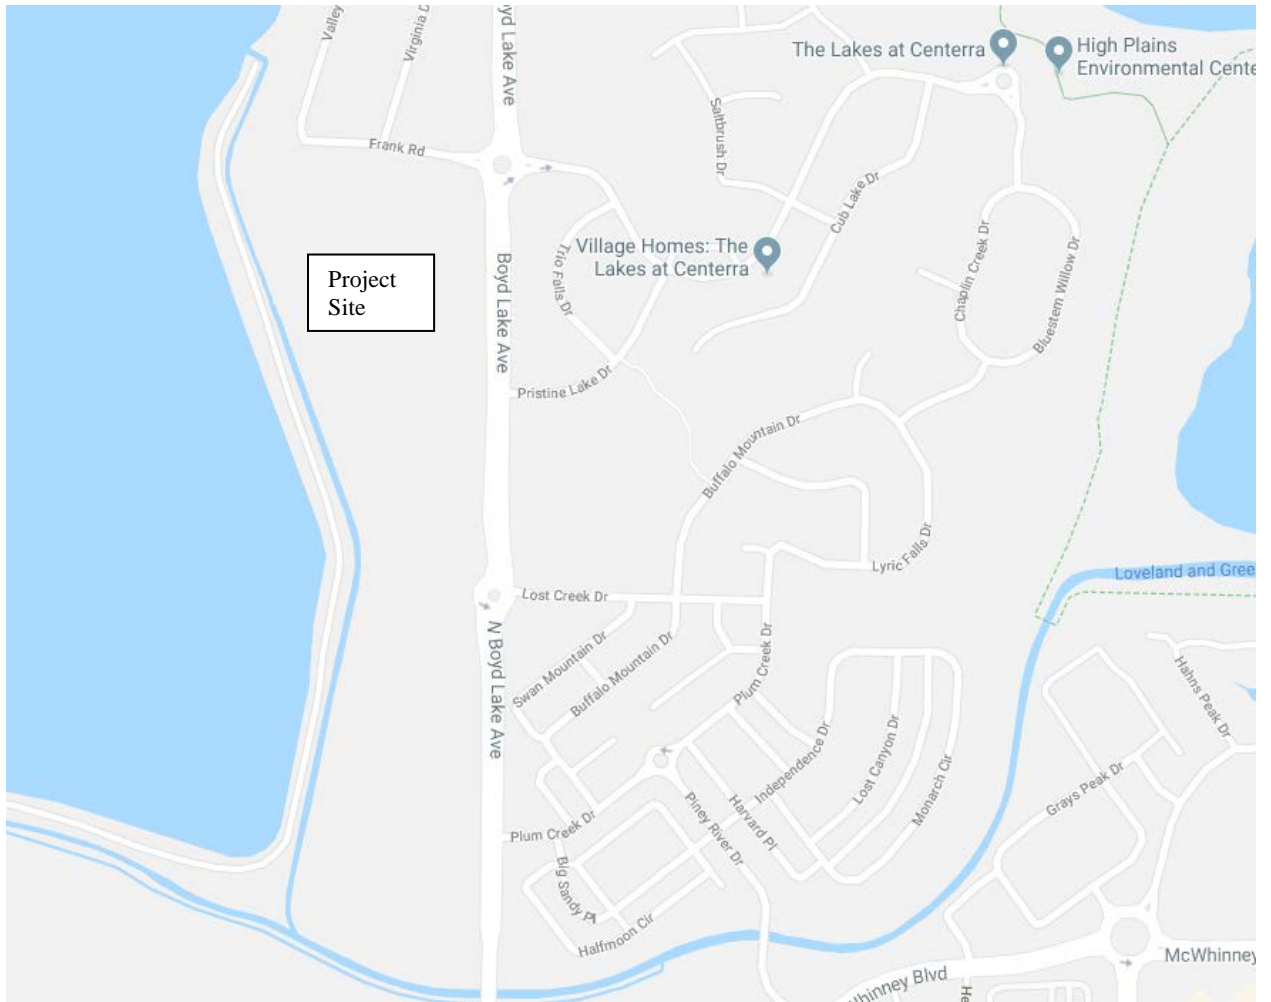 Valley
Virginia D
yd Lake Ave
Boyd Lake Ave
The Lakes at Centerra
High Plains
Environmental Cente
Saltbrush Dr
Frank Rd
Cub Lake Dr
Village Homes: The
Lakes at Centerra
Trio Falls Dr
Chaplin Creek Dr
Bluestem Willow Dr
Project
Site
Pristine Lake Dr
Buffalo Mountain Dr
Lyric Falls Dr
Loveland and Gree
Lost Creek Dr
N Boyd Lake Ave
Swan Mountain Dr
Buffalo Mountain Dr
Plum Creek Dr
Hahns Peak Dr
Independence Dr
Lost Canyon Dr
Monarch Cir
Grays Peak Dr
Plum Creek Dr
Piney River Dr
Harvard Pl
Big Sandy Pl
Halfmoon Cir
McWhinney
hinney Blvd
He